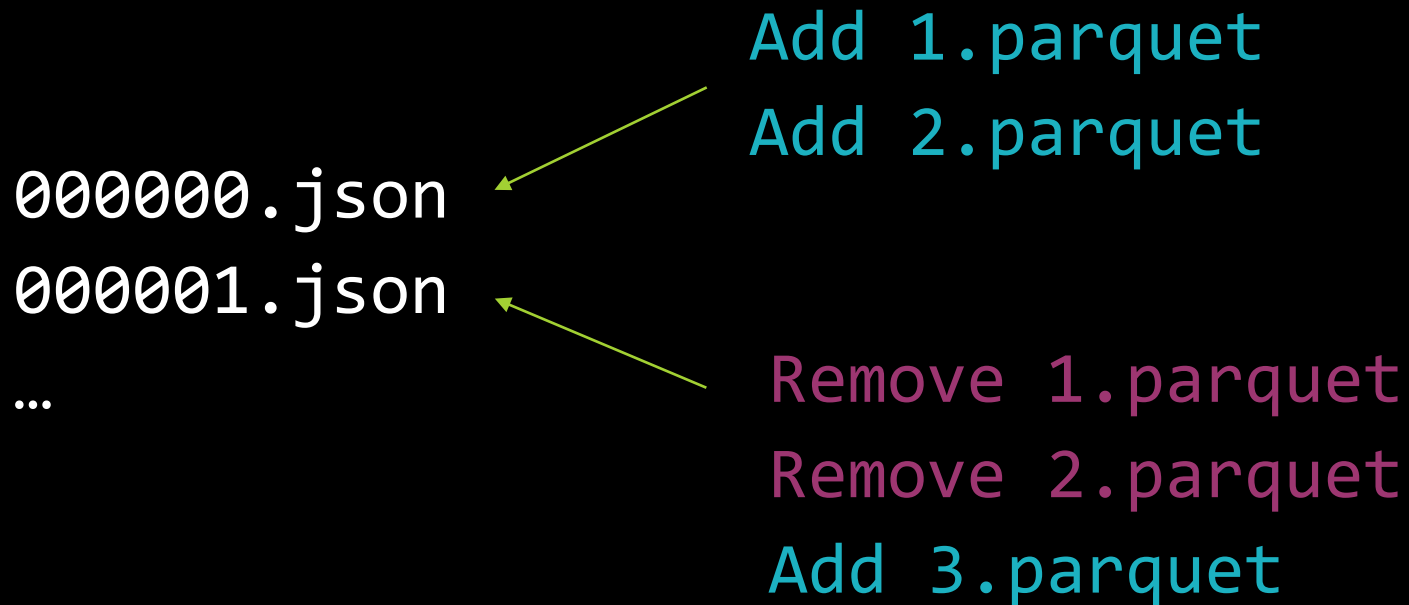 Add 1.parquet
Add 2.parquet
000000.json
000001.json
…
Remove 1.parquet
Remove 2.parquet
Add 3.parquet